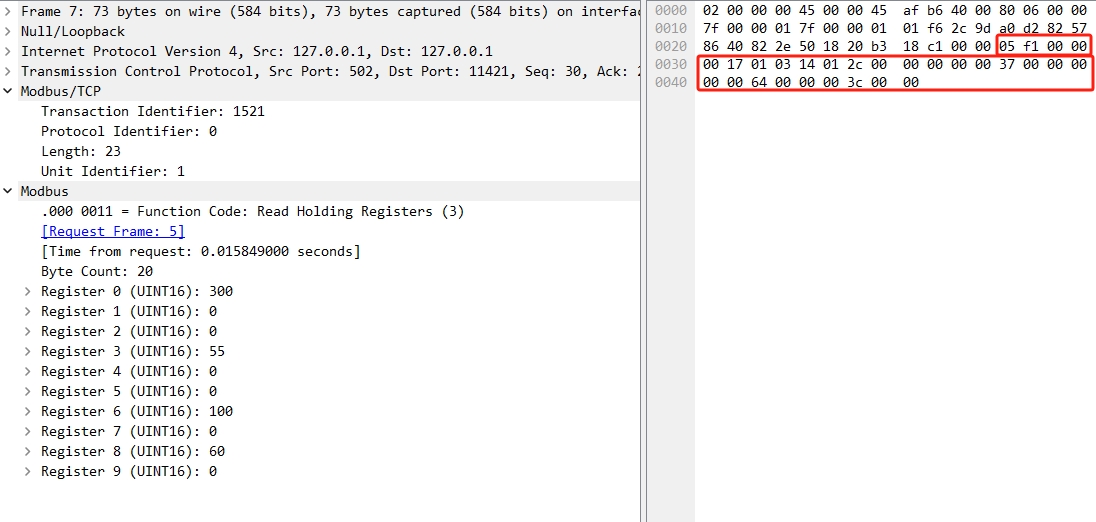 Frame 7: 73 bytes on wire (584 bits), 73 bytes captured (584 bits) on interfac
Null/Loopback
Internet Protocol Version 4, Src: 127.0.0.1, Dst: 127.0.0.1
Transmission Control Protocol, Src Port: 502, Dst Port: 11421, Seq: 30, Ack: 2
Modbus/TCP
Transaction Identifier: 1521
Protocol Identifier: 0
Length: 23
Unit Identifier: 1
Modbus
.000 0011 = Function Code: Read Holding Registers (3)
[Request Frame: 5]
[Time from request: 0.015849000 seconds]
Byte Count: 20
Register 0 (UINT16): 300
Register 1 (UINT16): 0
Register 2 (UINT16): 0
Register 3 (UINT16): 55
Register 4 (UINT16): 0
Register 5 (UINT16): 0
Register 6 (UINT16): 100
Register 7 (UINT16): 0
Register 8 (UINT16): 60
Register 9 (UINT16): 0
0000 02 00 00 00 45 00 00 45 af b6 40 00 80 06 00 00
0010 7f 00 00 01 7f 00 00 01 01 f6 2c 9d a0 d2 82 57
0020 86 40 82 2e 50 18 20 b3 18 c1 00 00 05 f1 00 00
0030 00 17 01 03 14 01 2c 00 00 00 00 00 37 00 00 00
0040 00 00 64 00 00 00 3c 00 00